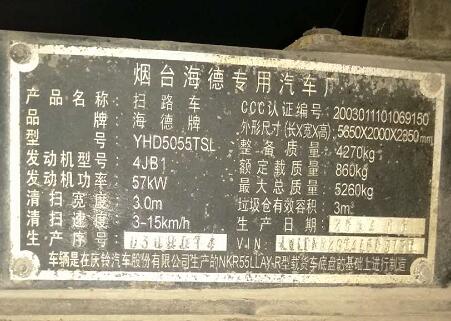 烟台海德专用汽车厂
产品名称: 扫路车 CCC认证编号: 2003011101069150
品牌: 海德牌 外形尺寸(长X宽X高): 5650X2000X2350mm
型号: YHD5055TSL 整备质量: 4270kg
发动机型号: 4JB1 额定载质量: 860kg
发动机功率: 57kW 最大总质量: 5260kg
清扫宽度: 3.0m 垃圾仓有效容积: 3m³
清扫速度: 3-15km/h 生产日期:
生产序号: VIN:
车辆是在庆铃汽车股份有限公司生产的NKR55LLAY-R型载货车底盘的基础上进行制造